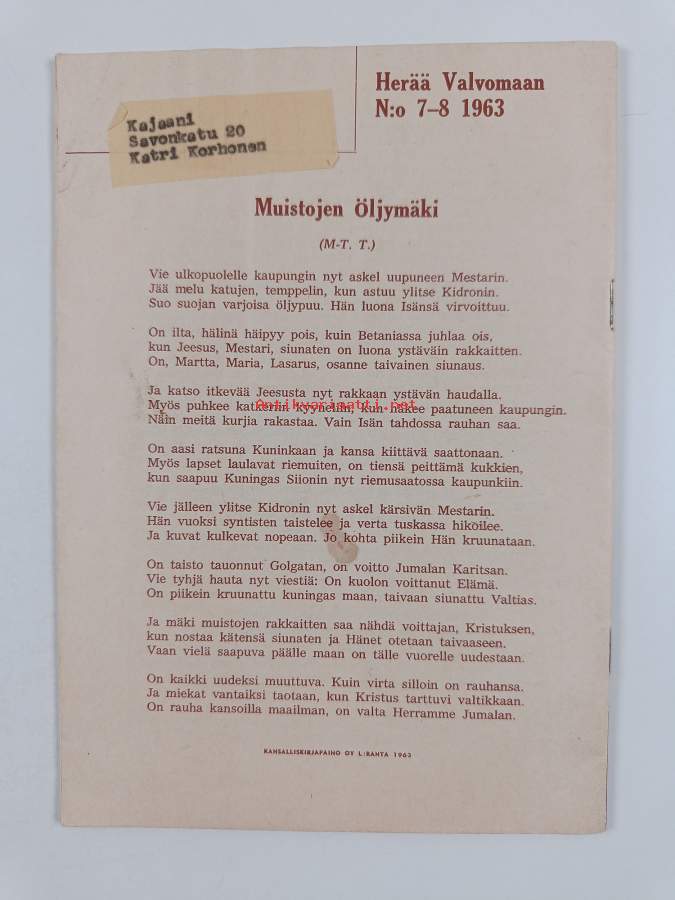 Herää Valvomaan
N:o 7–8 1963
Kajaani
Savonkatu 20
Katri Korhonen
Muistojen Öljymäki
(M-T. T.)
Vie ulkopuolelle kaupungin nyt askel uupuneen Mestarin.
Jää melu katujen, temppelin, kun astuu ylitse Kidronin.
Suo suojan varjoisa öljypuu. Hän luona Isänsä virvoittuu.
On ilta, hälinä häipyy pois, kuin Betaniassa juhlaa ois,
kun Jeesus, Mestari, siunaten on luona ystäväin rakkaitten.
On, Martta, Maria, Lasarus, osanne taivainen siunaus.
Ja katso itkevää Jeesusta nyt rakkaan ystävän haudalla.
Myös puhkee katkeriin kyyneliin, kun näkee paatuneen kaupungin.
Näin meitä kurjia rakastaa. Vain Isän tahdossa rauhan saa.
Antikvariaatti.net
On aasi ratsuna Kuninkaan ja kansa kiittävä saattonaan.
Myös lapset laulavat riemuiten, on tiensä peittämä kukkien,
kun saapuu Kuningas Siionin nyt riemusaatossa kaupunkiin.
Vie jälleen ylitse Kidronin nyt askel kärsivän Mestarin.
Hän vuoksi syntisten taistelee ja verta tuskassa hikoilee.
Ja kuvat kulkevat nopeaan. Jo kohta piikein Hän kruunataan.
On taisto tauonnut Golgatan, on voitto Jumalan Karitsan.
Vie tyhjä hauta nyt viestiä: On kuolon voittanut Elämä.
On piikein kruunattu kuningas maan, taivaan siunattu Valtias.
Ja mäki muistojen rakkaitten saa nähdä voittajan, Kristuksen,
kun nostaa kätensä siunaten ja Hänet otetaan taivaaseen.
Vaan vielä saapuva päälle maan on tälle vuorelle uudestaan.
On kaikki uudeksi muuttuva. Kuin virta silloin on rauhansa.
Ja miekat vantaiksi taotaan, kun Kristus tarttuvi valtikkaan.
On rauha kansoilla maailman, on valta Herramme Jumalan.
KANSALLISKIRJAPAINO OY L:RANTA 1963